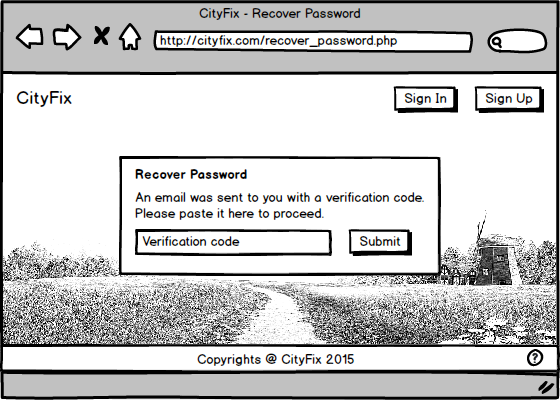 CityFix - Recover Password
http://cityfix.com/recover_password.php
CityFix
Sign In
Sign Up
Recover Password
An email was sent to you with a verification code.
Please paste it here to proceed.
Verification code
Submit
Copyrights @ CityFix 2015
?